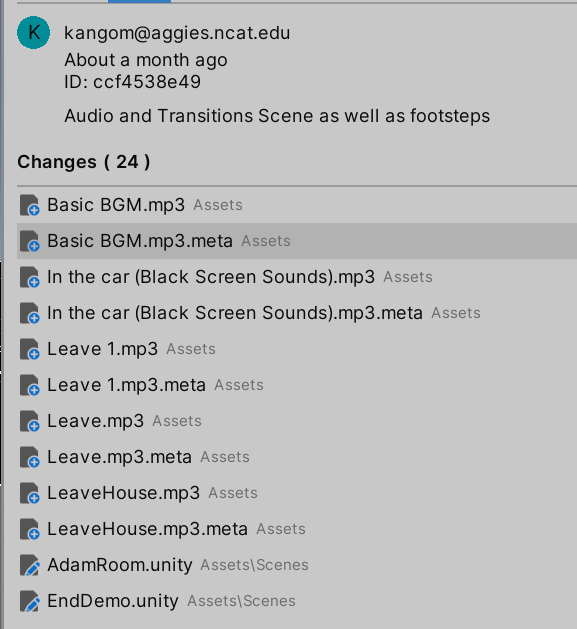 K
kangom@aggies.ncat.edu
About a month ago
ID: ccf4538e49
Audio and Transitions Scene as well as footsteps
Changes ( 24 )
Basic BGM.mp3 Assets
Basic BGM.mp3.meta Assets
In the car (Black Screen Sounds).mp3 Assets
In the car (Black Screen Sounds).mp3.meta Assets
Leave 1.mp3 Assets
Leave 1.mp3.meta Assets
Leave.mp3 Assets
Leave.mp3.meta Assets
LeaveHouse.mp3 Assets
LeaveHouse.mp3.meta Assets
AdamRoom.unity Assets\Scenes
EndDemo.unity Assets\Scenes